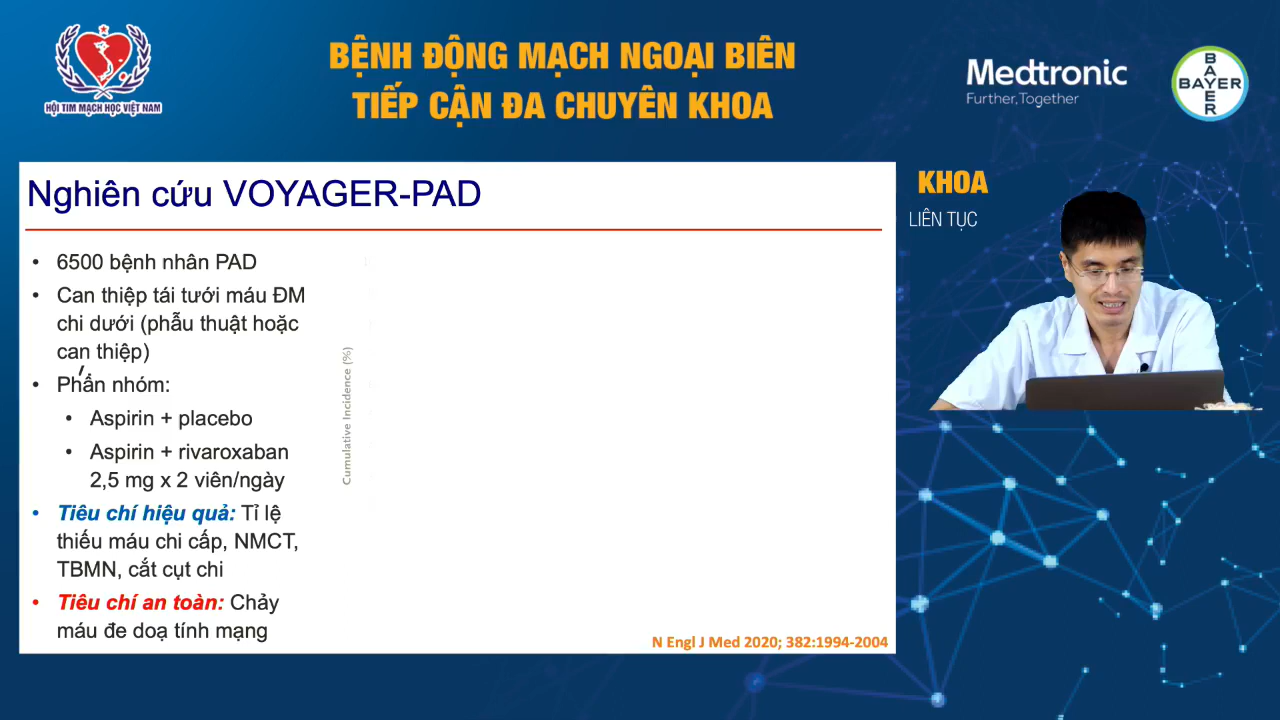 HỘI TIM MẠCH HỌC VIỆT NAM
BỆNH ĐỘNG MẠCH NGOẠI BIÊN
TIẾP CẬN ĐA CHUYÊN KHOA
Medtronic
Further, Together
BAYER
BAYER
KHOA
LIÊN TỤC
Nghiên cứu VOYAGER-PAD
• 6500 bệnh nhân PAD
• Can thiệp tái tưới máu ĐM
chi dưới (phẫu thuật hoặc
can thiệp)
• Phân nhóm:
• Aspirin + placebo
• Aspirin + rivaroxaban
2,5 mg x 2 viên/ngày
• Tiêu chí hiệu quả: Tỉ lệ
thiếu máu chi cấp, NMCT,
TBMN, cắt cụt chi
• Tiêu chí an toàn: Chảy
máu đe doạ tính mạng
Cumulative Incidence (%)
N Engl J Med 2020; 382:1994-2004